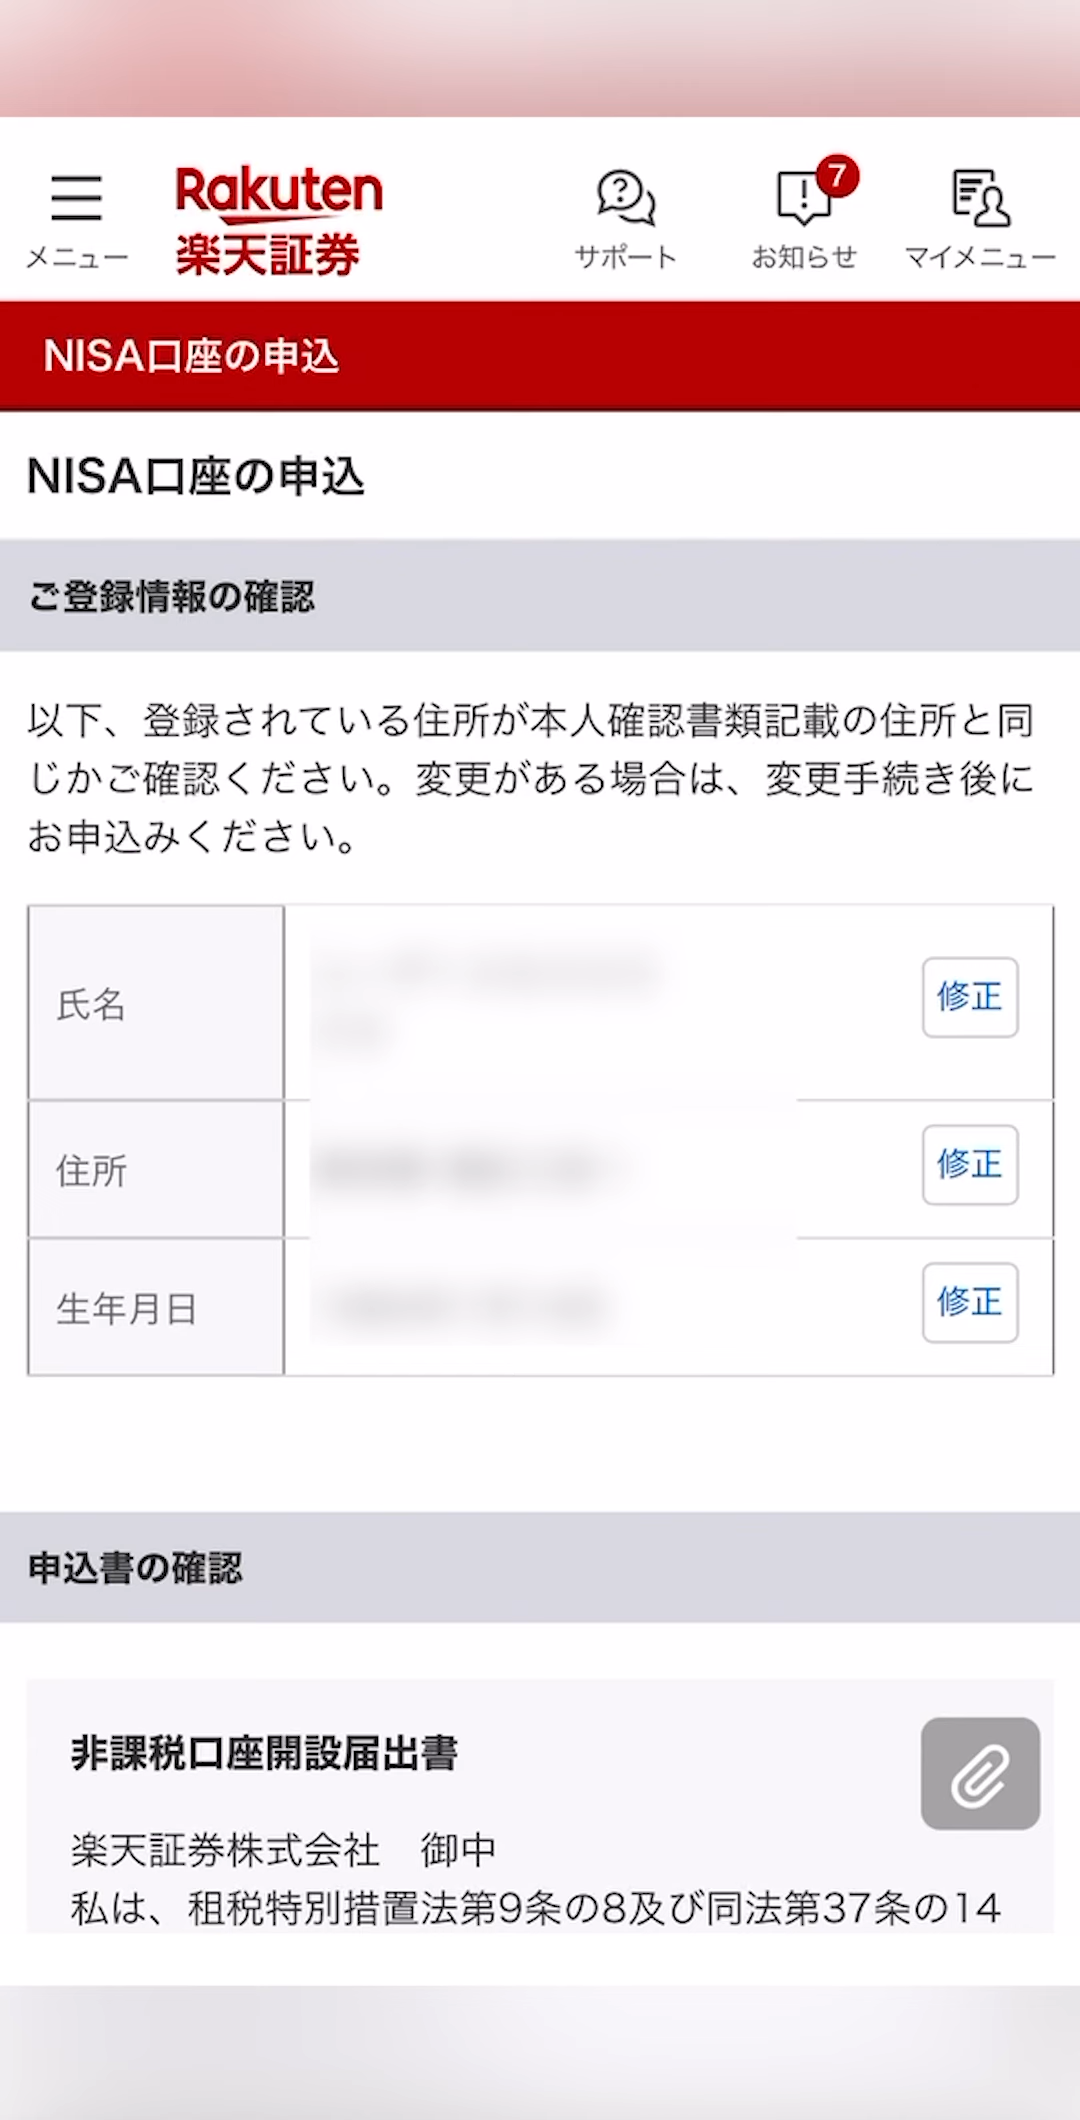 メニュー
Rakuten
楽天証券
サポート
7
お知らせ
マイメニュー
NISA口座の申込
NISA口座の申込
ご登録情報の確認
以下、登録されている住所が本人確認書類記載の住所と同
じかご確認ください。変更がある場合は、変更手続き後に
お申込みください。
氏名
修正
住所
修正
生年月日
修正
申込書の確認
非課税口座開設届出書
楽天証券株式会社　御中
私は、租税特別措置法第9条の8及び同法第37条の14